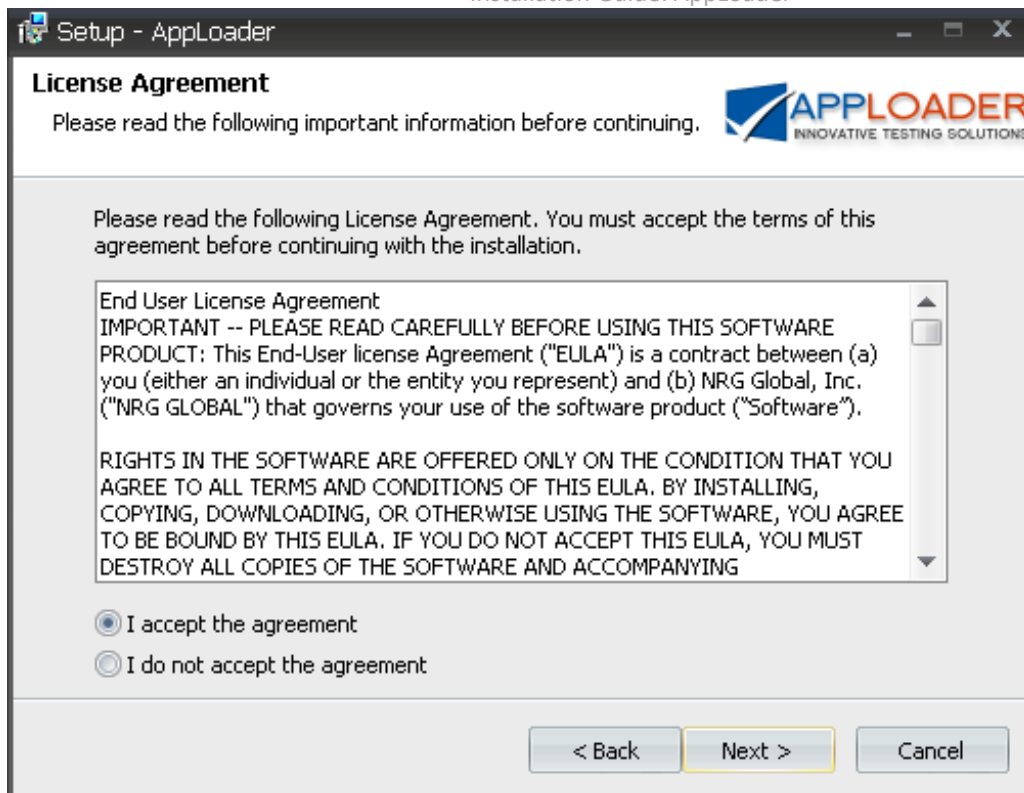 Installation Guide: AppLoader
Setup - AppLoader
License Agreement
Please read the following important information before continuing.
APPLOADER
INNOVATIVE TESTING SOLUTIONS
Please read the following License Agreement. You must accept the terms of this
agreement before continuing with the installation.
End User License Agreement
IMPORTANT -- PLEASE READ CAREFULLY BEFORE USING THIS SOFTWARE
PRODUCT: This End-User license Agreement ("EULA") is a contract between (a)
you (either an individual or the entity you represent) and (b) NRG Global, Inc.
("NRG GLOBAL") that governs your use of the software product ("Software”).
RIGHTS IN THE SOFTWARE ARE OFFERED ONLY ON THE CONDITION THAT YOU
AGREE TO ALL TERMS AND CONDITIONS OF THIS EULA. BY INSTALLING,
COPYING, DOWNLOADING, OR OTHERWISE USING THE SOFTWARE, YOU AGREE
TO BE BOUND BY THIS EULA. IF YOU DO NOT ACCEPT THIS EULA, YOU MUST
DESTROY ALL COPIES OF THE SOFTWARE AND ACCOMPANYING
I accept the agreement
I do not accept the agreement
< Back Next > Cancel